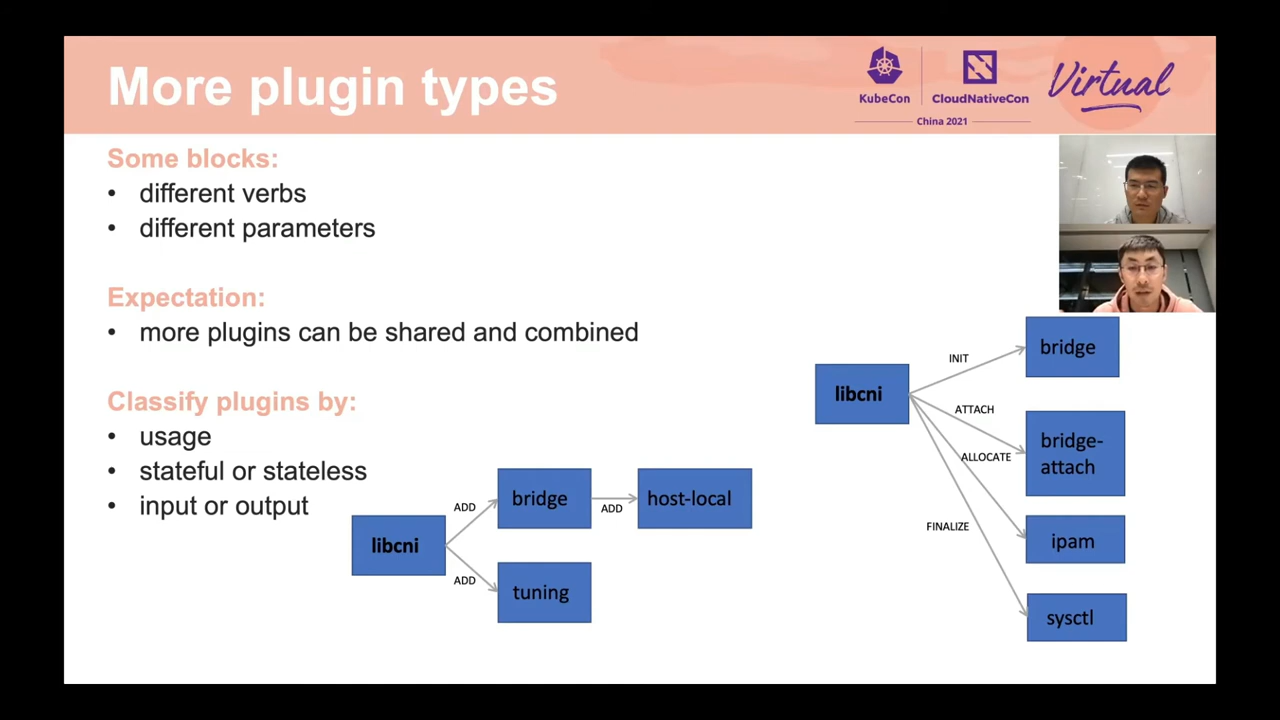 More plugin types
KubeCon
CloudNativeCon
China 2021
Virtual
Some blocks:
• different verbs
• different parameters
Expectation:
• more plugins can be shared and combined
Classify plugins by:
• usage
• stateful or stateless
• input or output
libcni
ADD
bridge
ADD
host-local
ADD
tuning
libcni
INIT
bridge
ATTACH
bridge-
attach
ALLOCATE
ipam
FINALIZE
sysctl